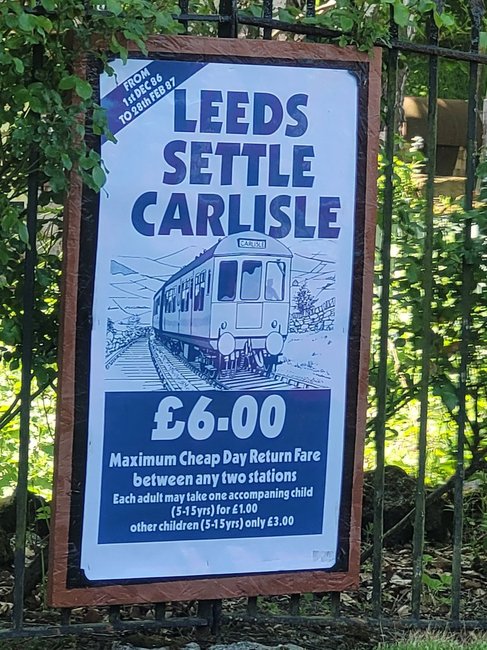 FROM
1st DEC 86
TO 28th FEB 87
LEEDS
SETTLE
CARLISLE
CARLISLE
£6·00
Maximum Cheap Day Return Fare
between any two stations
Each adult may take one accompaning child
(5-15yrs) for £1.00
other children (5-15yrs) only £3.00